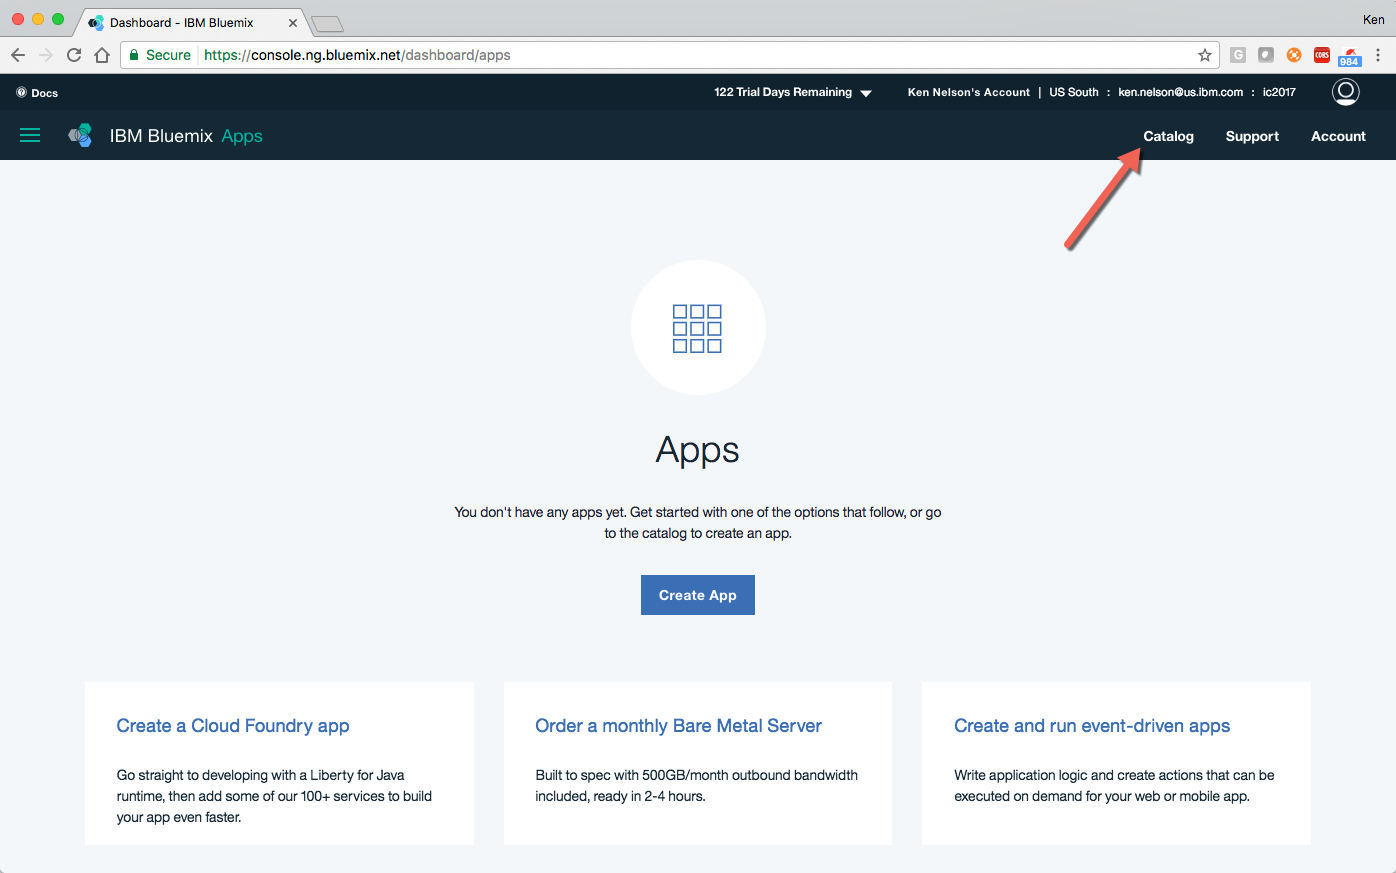 Dashboard - IBM Bluemix
Ken
Secure https://console.ng.bluemix.net/dashboard/apps
G
CORS
984
Docs
122 Trial Days Remaining
Ken Nelson's Account | US South : ken.nelson@us.ibm.com : ic2017
IBM Bluemix Apps
Catalog Support Account
Apps
You don't have any apps yet. Get started with one of the options that follow, or go
to the catalog to create an app.
Create App
Create a Cloud Foundry app
Go straight to developing with a Liberty for Java
runtime, then add some of our 100+ services to build
your app even faster.
Order a monthly Bare Metal Server
Built to spec with 500GB/month outbound bandwidth
included, ready in 2-4 hours.
Create and run event-driven apps
Write application logic and create actions that can be
executed on demand for your web or mobile app.